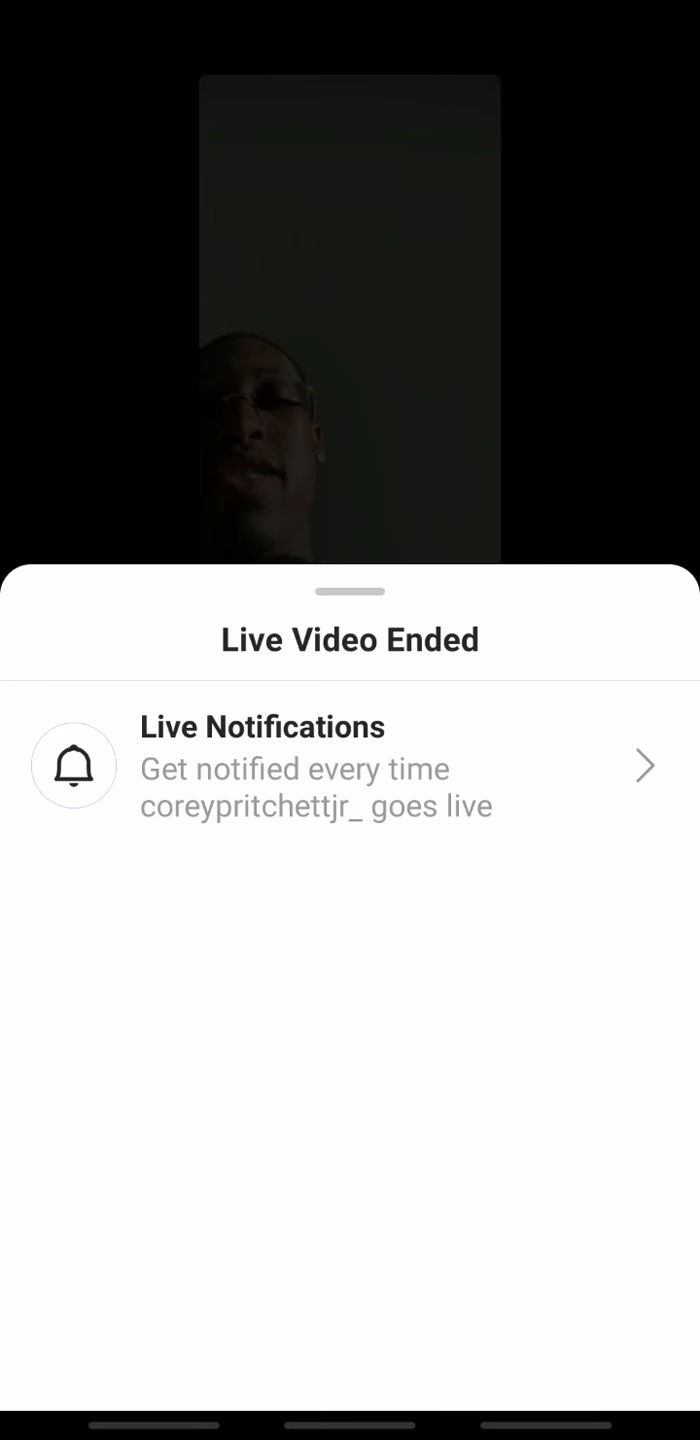 Live Video Ended
Live Notifications
Get notified every time
coreypritchettjr_ goes live